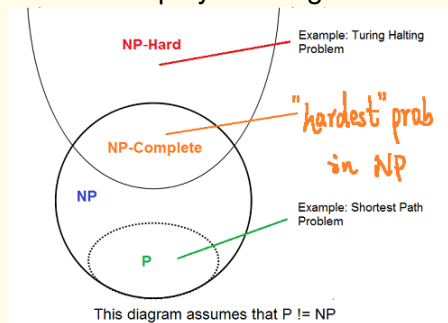 NP-Hard
Example: Turing Halting
Problem
"hardest" prob
in NP
NP-Complete
NP
Example: Shortest Path
Problem
P
This diagram assumes that P != NP